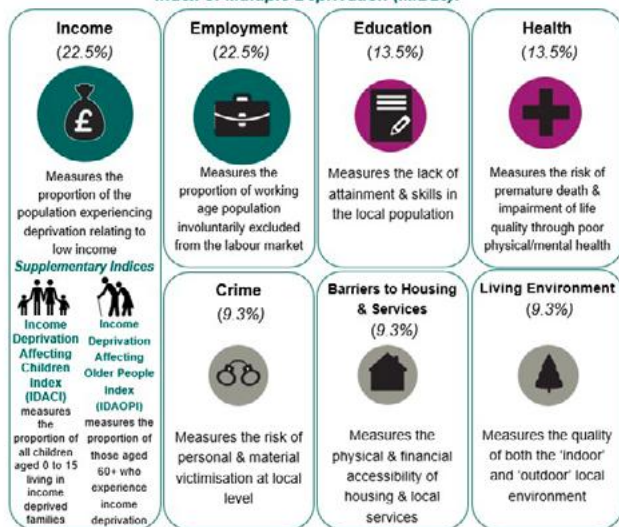 Income
(22.5%)
£
Measures the
proportion of the
population experiencing
deprivation relating to
low income
Supplementary Indices
Income
Deprivation
Affecting
Children
Index
(IDACI)
measures
the
proportion of
all children
aged 0 to 15
living in
income
deprived
families
Income
Deprivation
Affecting
Older People
Index
(IDAOPI)
measures the
proportion of
those aged
60+ who
experience
income
deprivation
Employment
(22.5%)
Measures the
proportion of working
age population
involuntarily excluded
from the labour market
Education
(13.5%)
Measures the lack of
attainment & skills in
the local population
Health
(13.5%)
Measures the risk of
premature death &
impairment of life
quality through poor
physical/mental health
Crime
(9.3%)
Measures the risk of
personal & material
victimisation at local
level
Barriers to Housing
& Services
(9.3%)
Measures the
physical & financial
accessibility of
housing & local
services
Living Environment
(9.3%)
Measures the quality
of both the 'indoor'
and 'outdoor' local
environment